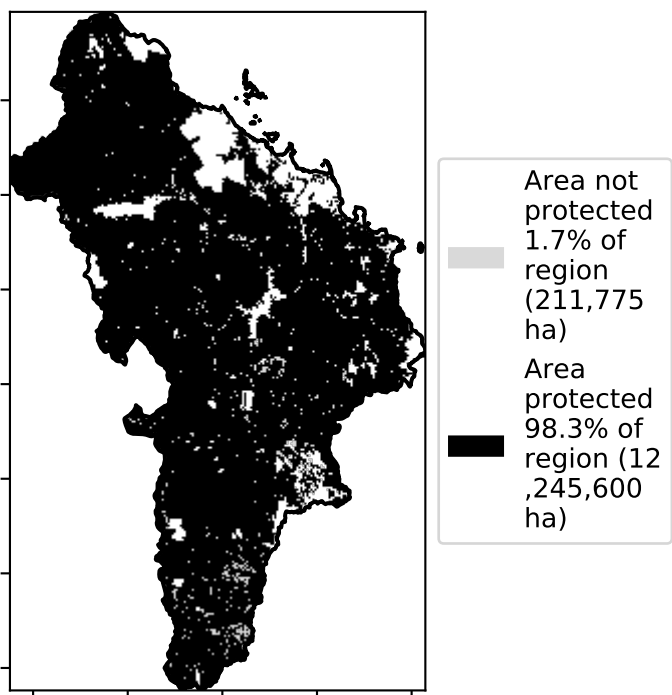 Area not
protected
1.7% of
region
(211,775
ha)
Area
protected
98.3% of
region (12
,245,600
ha)